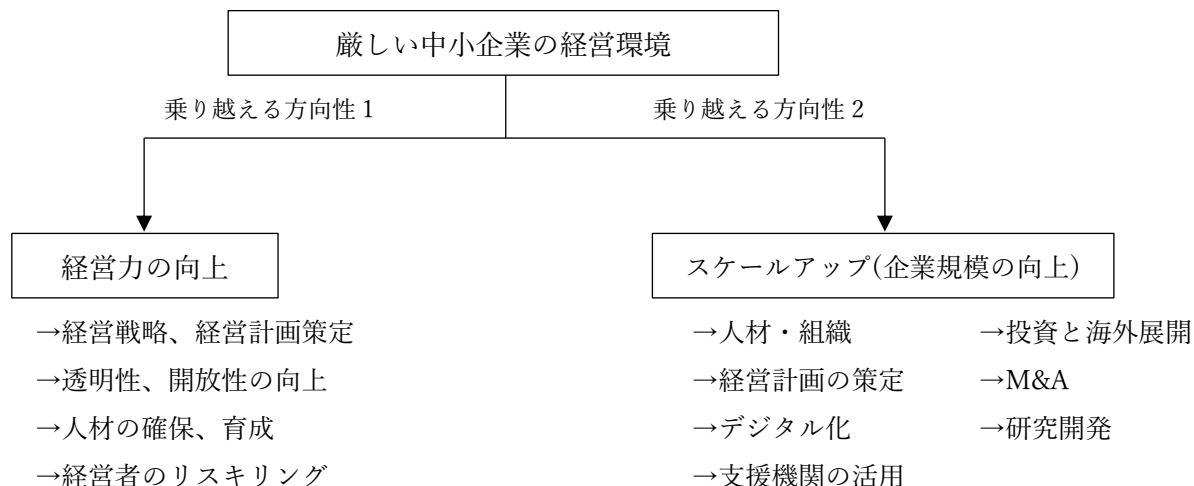 厳しい中小企業の経営環境
乗り越える方向性1
乗り越える方向性2
経営力の向上
→経営戦略、経営計画策定
→透明性、開放性の向上
→人材の確保、育成
→経営者のリスキリング
スケールアップ(企業規模の向上)
→人材・組織
→経営計画の策定
→デジタル化
→支援機関の活用
→投資と海外展開
→M&A
→研究開発